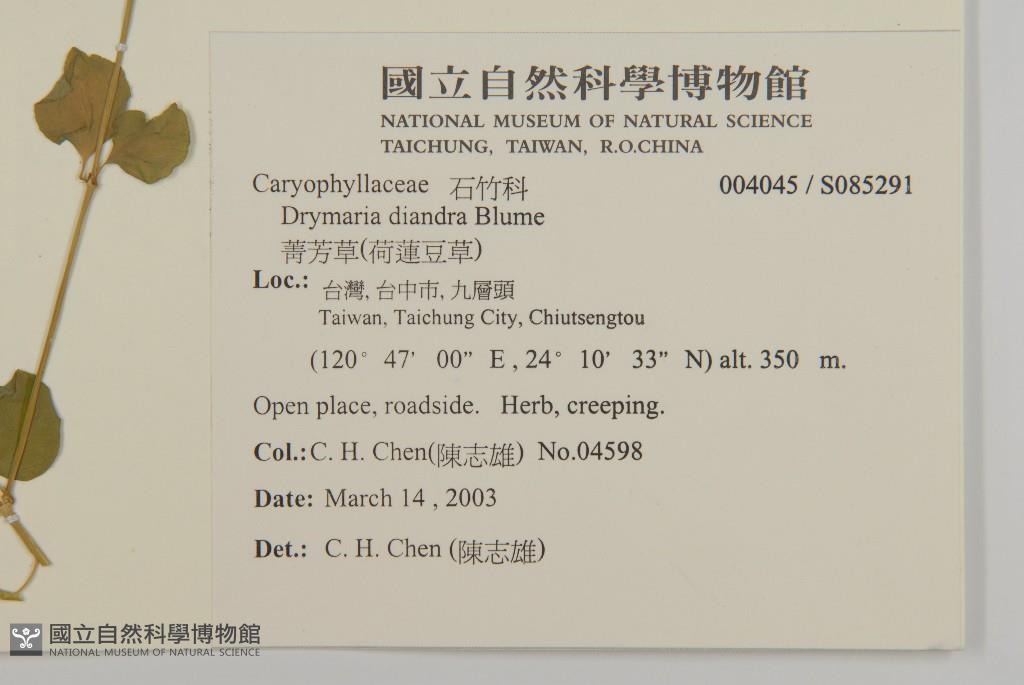 國立自然科學博物館
NATIONAL MUSEUM OF NATURAL SCIENCE
TAICHUNG, TAIWAN, R.O.CHINA
Caryophyllaceae 石竹科 004045 / S085291
Drymaria diandra Blume
菁芳草(荷蓮豆草)
Loc.: 台灣, 台中市, 九層頭
Taiwan, Taichung City, Chiutsengtou
(120° 47' 00" E , 24° 10' 33" N) alt. 350 m.
Open place, roadside. Herb, creeping.
Col.: C. H. Chen(陳志雄) No.04598
Date: March 14 , 2003
Det.: C. H. Chen (陳志雄)
國立自然科學博物館
NATIONAL MUSEUM OF NATURAL SCIENCE